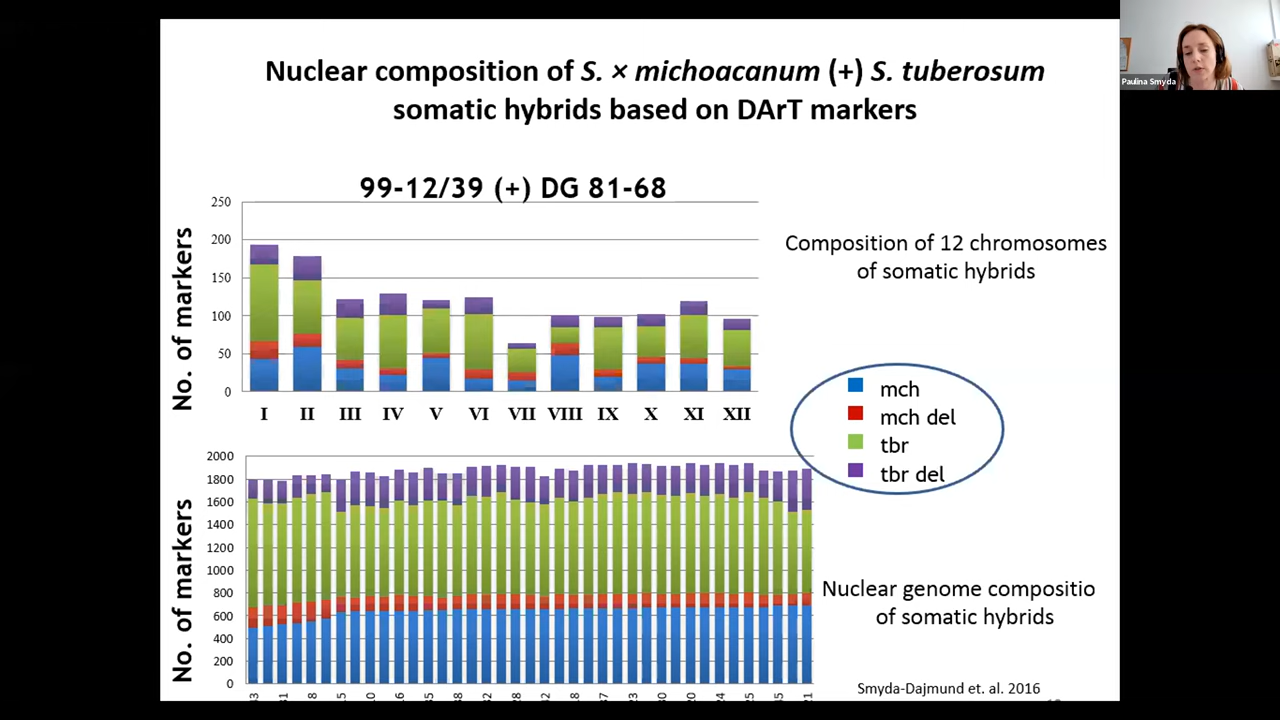 Nuclear composition of S. × michoacanum (+) S. tuberosum
somatic hybrids based on DArT markers
Paulina Smyda
99-12/39 (+) DG 81-68
No. of markers
250
200
150
100
50
0
I II III IV V VI VII VIII IX X XI XII
Composition of 12 chromosomes
of somatic hybrids
mch
mch del
tbr
tbr del
No. of markers
2000
1800
1600
1400
1200
1000
800
600
400
200
0
Nuclear genome compositio
of somatic hybrids
Smyda-Dajmund et. al. 2016